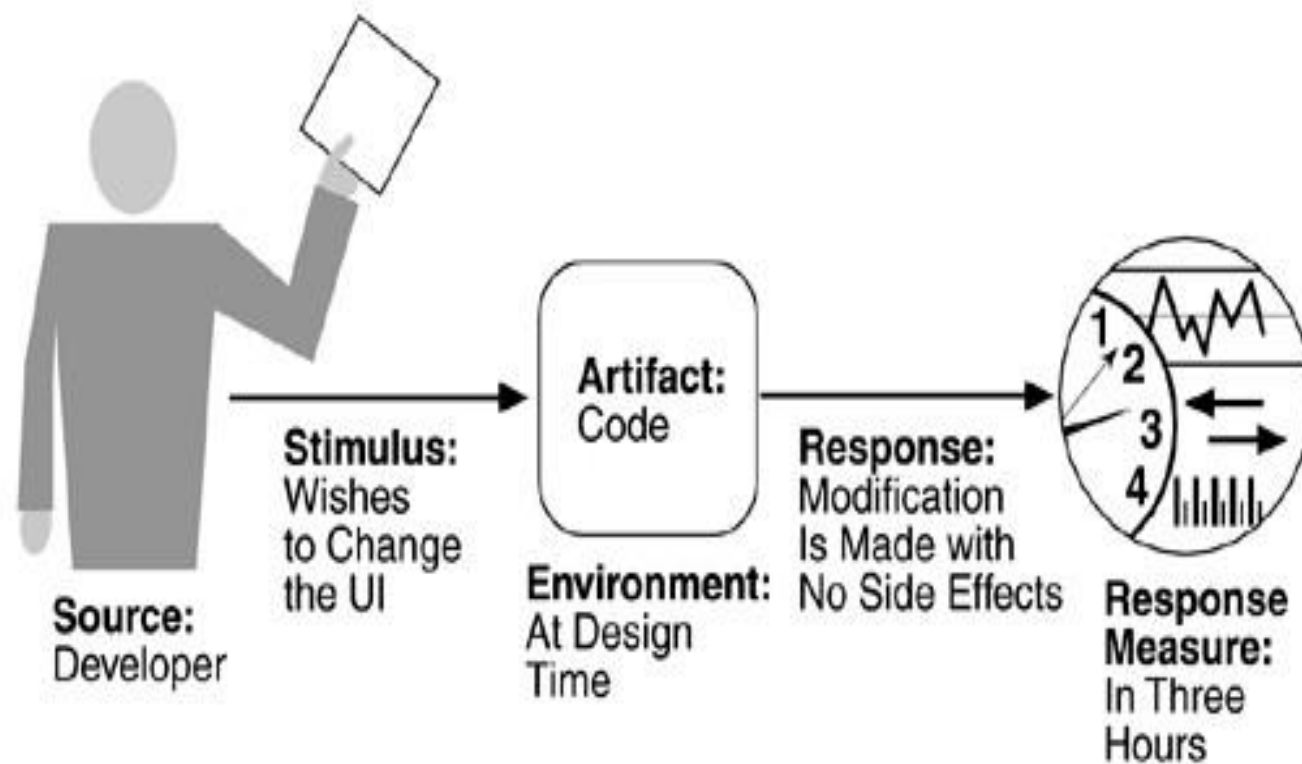 Source:
Developer
Stimulus:
Wishes
to Change
the UI
Artifact:
Code
Environment:
At Design
Time
Response:
Modification
Is Made with
No Side Effects
1
2
3
4
Response
Measure:
In Three
Hours